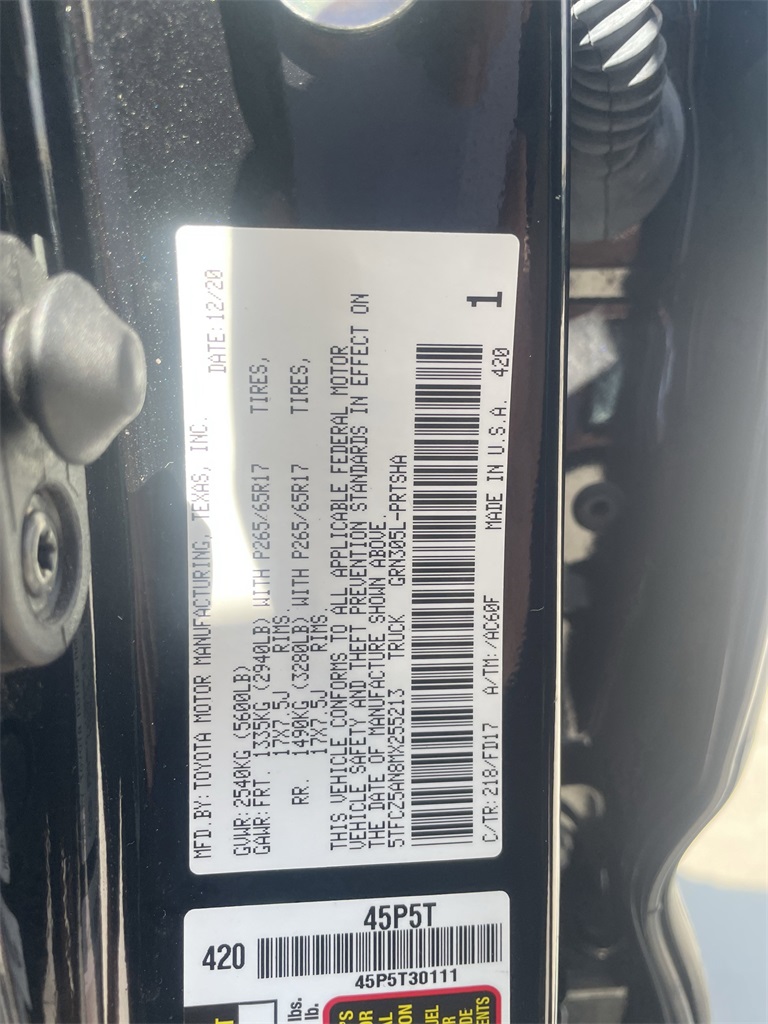 MFD.BY:TOYOTA MOTOR MANUFACTURING, TEXAS, INC. DATE:12/20
GVWR:2540KG (5600LB)
GAWR:FRT. 1335KG (2940LB) WITH P265/65R17 TIRES,
17X7.5J RIMS.
RR. 1490KG (3280LB) WITH P265/65R17 TIRES,
17X7.5J RIMS.
THIS VEHICLE CONFORMS TO ALL APPLICABLE FEDERAL MOTOR
VEHICLE SAFETY AND THEFT PREVENTION STANDARDS IN EFFECT ON
THE DATE OF MANUFACTURE SHOWN ABOVE.
5TFCZ5AN8MX255213 TRUCK GRN305L-PRTSHA
1
C/TR:218/FD17 A/TM:/AC60F MADE IN U.S.A. 420
45P5T
420
45P5T30111
lbs.
lb.